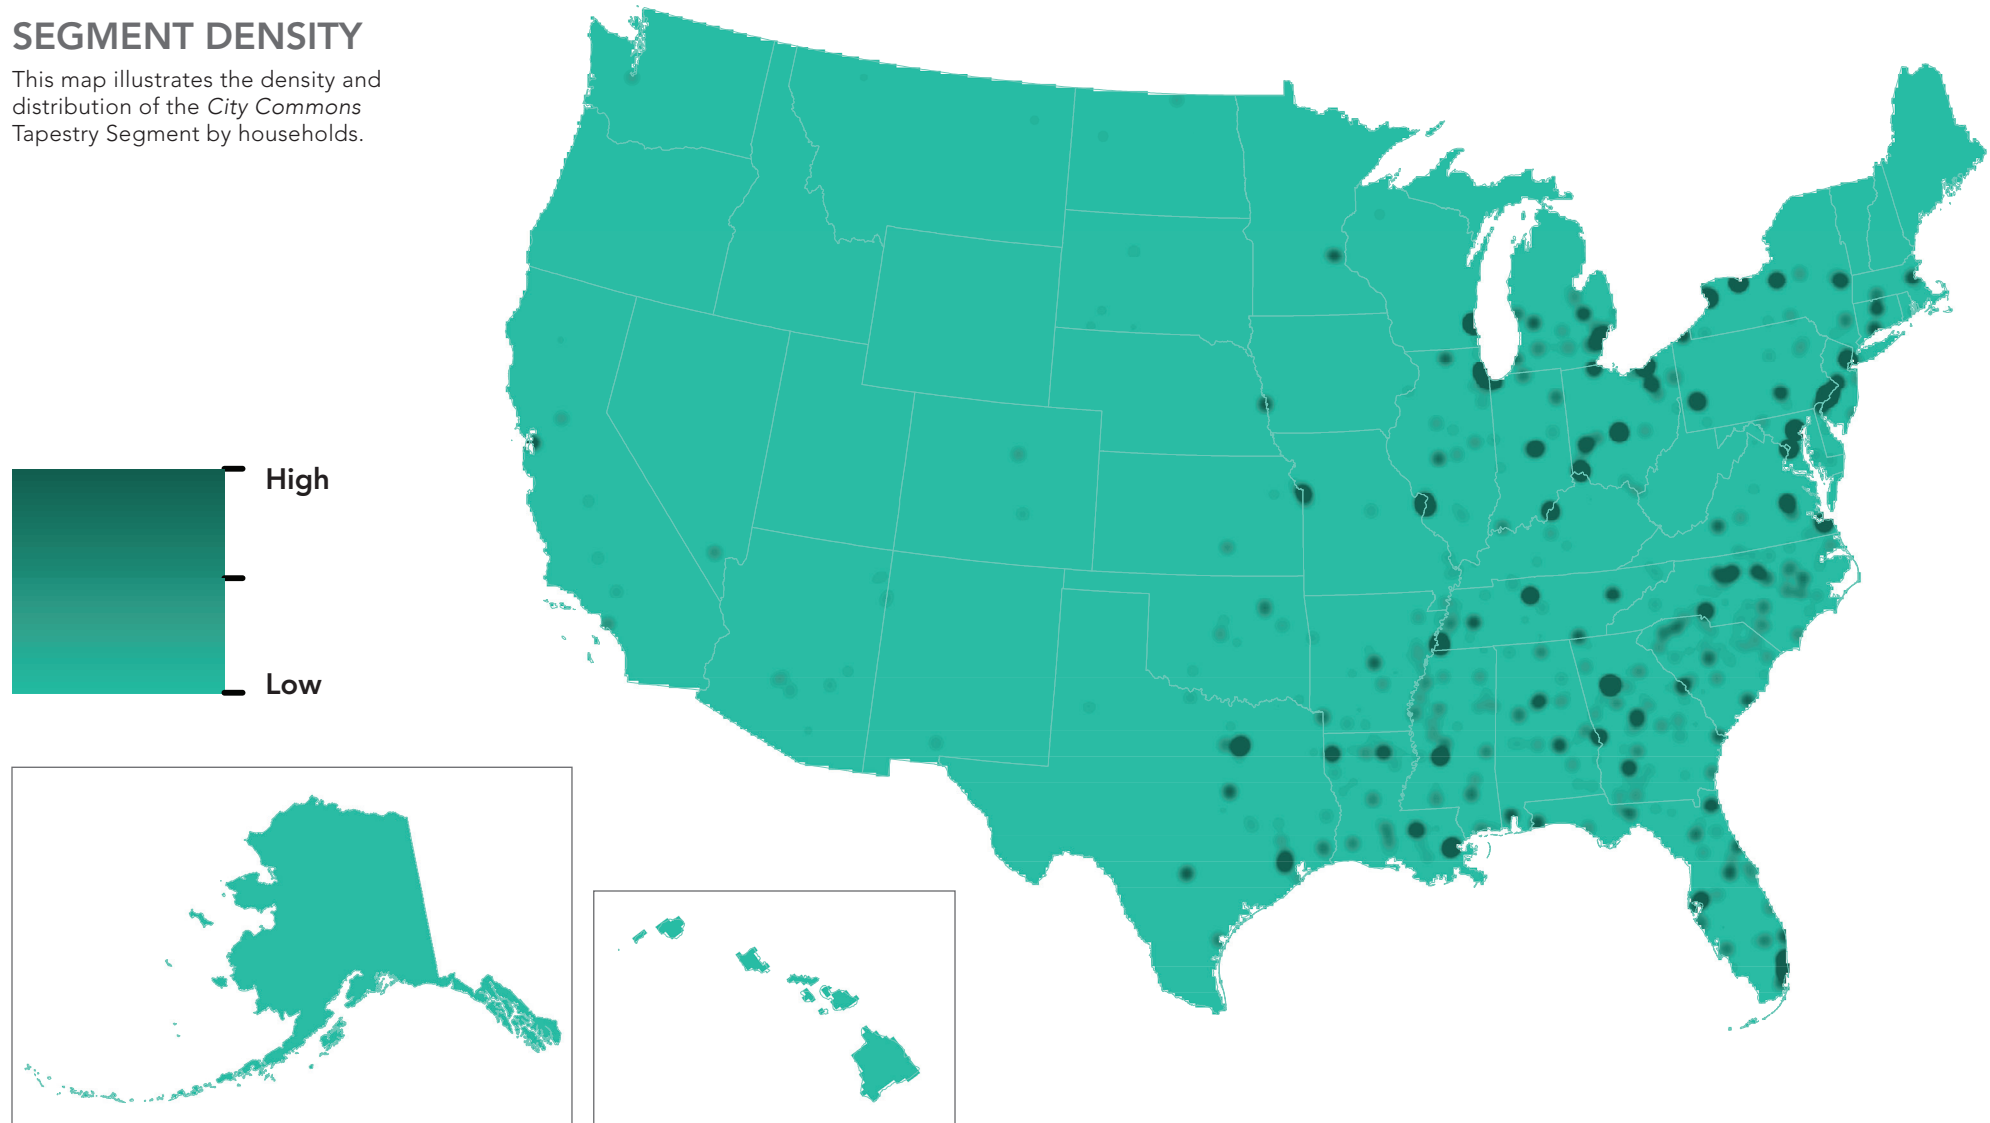 SEGMENT DENSITY
This map illustrates the density and
distribution of the City Commons
Tapestry Segment by households.
High
Low